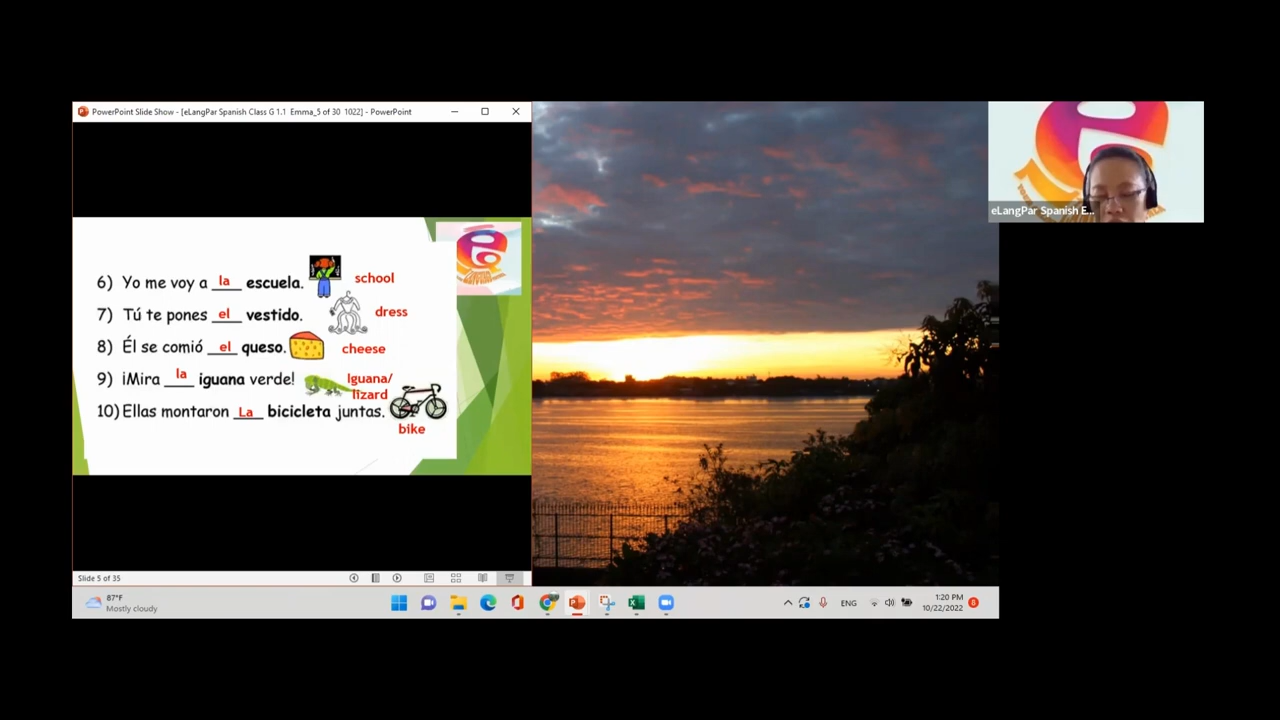 PowerPoint Slide Show - [eLangPar Spanish Class G 1.1 Emma_5 of 30 1022] - PowerPoint
6) Yo me voy a la escuela. school
7) Tú te pones el vestido. dress
8) Él se comió el queso. cheese
9) ¡Mira la iguana verde! Iguana/
lizard
10) Ellas montaron La bicicleta juntas.
bike
eLangPar Spanish E...
Slide 5 of 35
87°F
Mostly cloudy
ENG
1:20 PM
10/22/2022
8